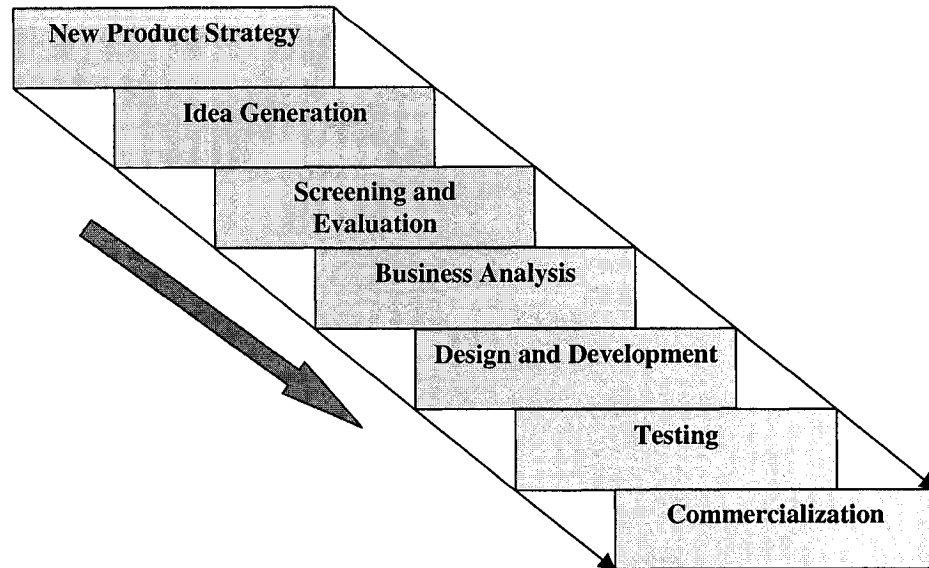 New Product Strategy
Idea Generation
Screening and
Evaluation
Business Analysis
Design and Development
Testing
Commercialization